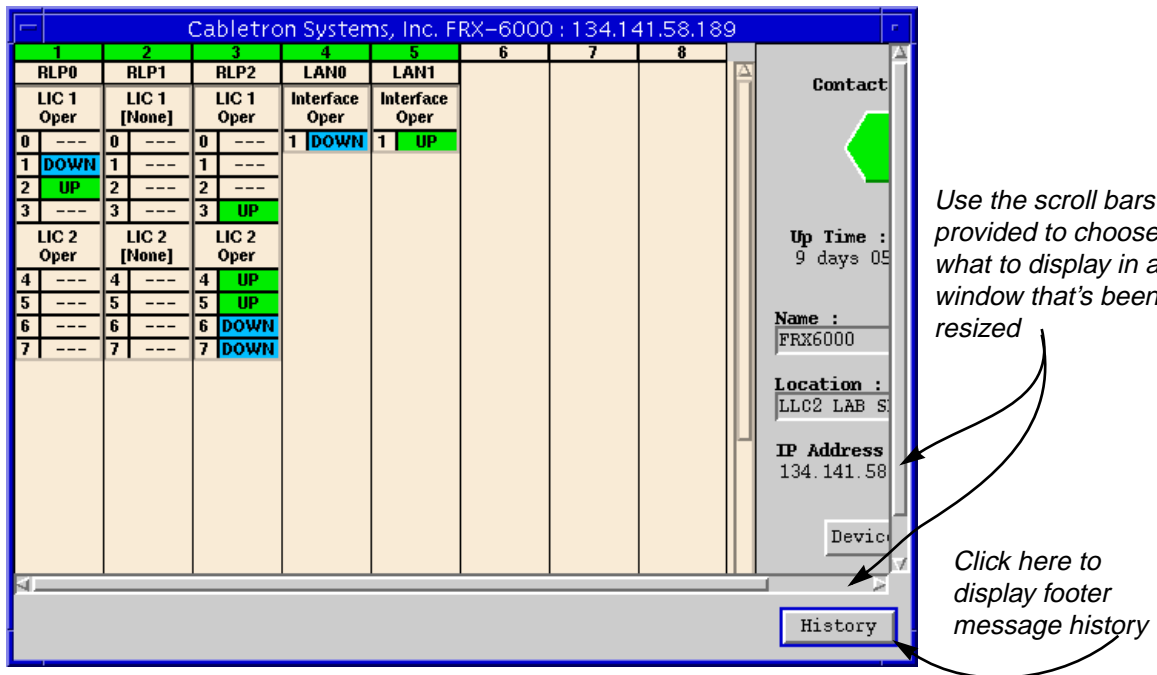 Cabletron Systems, Inc. FRX-6000 : 134.141.58.189
1 2 3 4 5 6 7 8
RLP0 RLP1 RLP2 LAN0 LAN1
LIC 1 LIC 1 LIC 1 Interface Interface
Oper [None] Oper Oper Oper
0 --- 0 --- 0 --- 1 DOWN 1 UP
1 DOWN 1 --- 1 ---
2 UP 2 --- 2 ---
3 --- 3 --- 3 UP
LIC 2 LIC 2 LIC 2
Oper [None] Oper
4 --- 4 --- 4 UP
5 --- 5 --- 5 UP
6 --- 6 --- 6 DOWN
7 --- 7 --- 7 DOWN
Contact
Up Time :
9 days 05
Name :
FRX6000
Location :
LLC2 LAB S
IP Address
134.141.58
Devic
History
Use the scroll bars
provided to choose
what to display in a
window that's been
resized
Click here to
display footer
message history